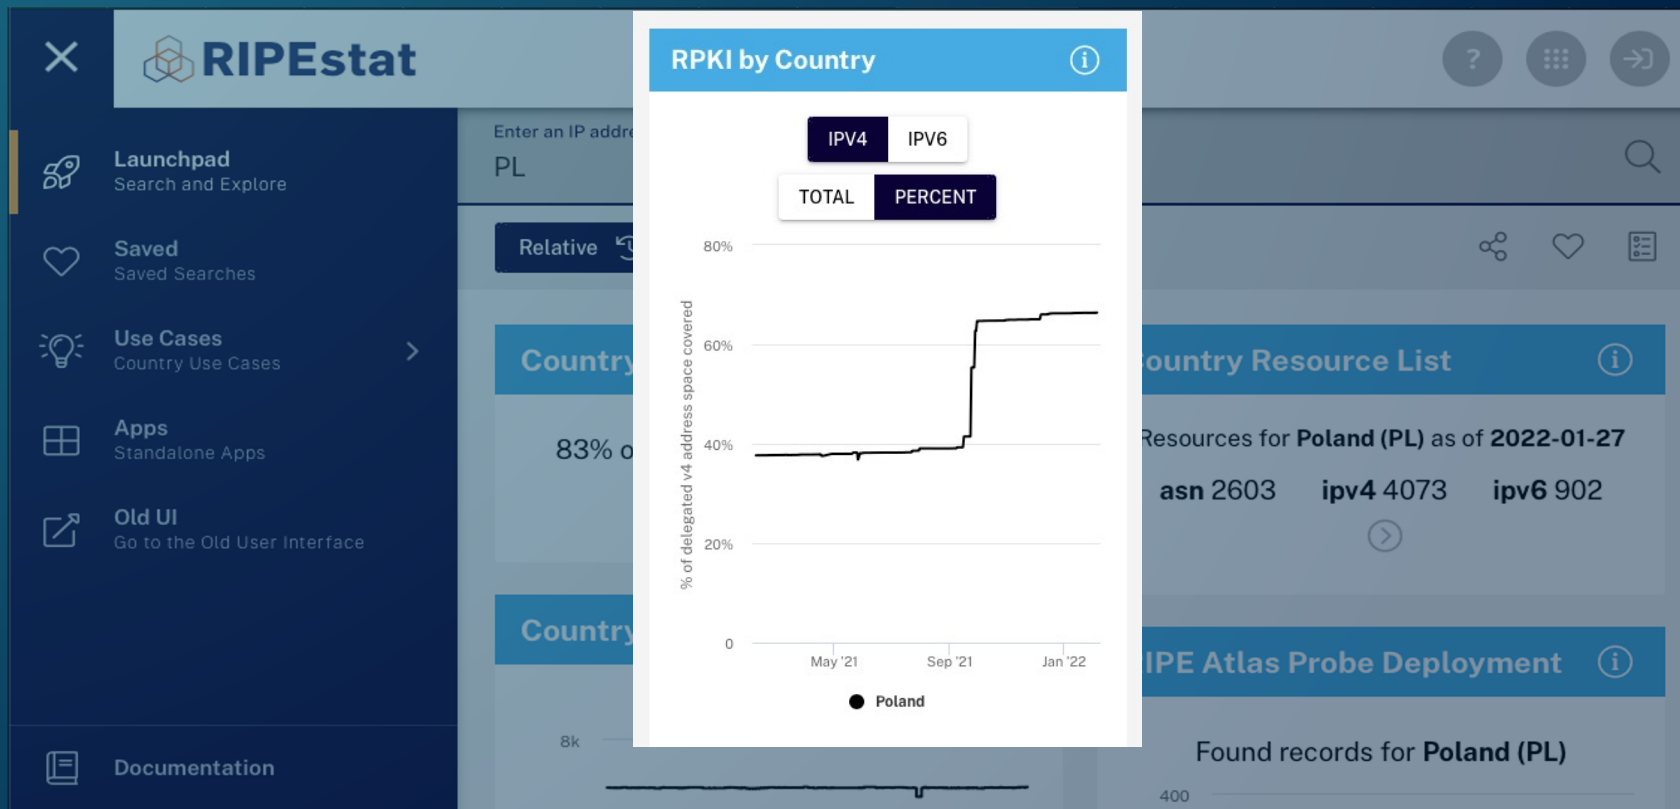 RIPEstat
Launchpad
Search and Explore
Saved
Saved Searches
Use Cases
Country Use Cases
Apps
Standalone Apps
Old UI
Go to the Old User Interface
Documentation
Enter an IP addre
PL
Relative
Country
83% o
Country
8k
RPKI by Country
IPV4 IPV6
TOTAL PERCENT
% of delegated v4 address space covered
80%
60%
40%
20%
0
May '21 Sep '21 Jan '22
Poland
?
ountry Resource List
Resources for Poland (PL) as of 2022-01-27
asn 2603 ipv4 4073 ipv6 902
IPE Atlas Probe Deployment
Found records for Poland (PL)
400